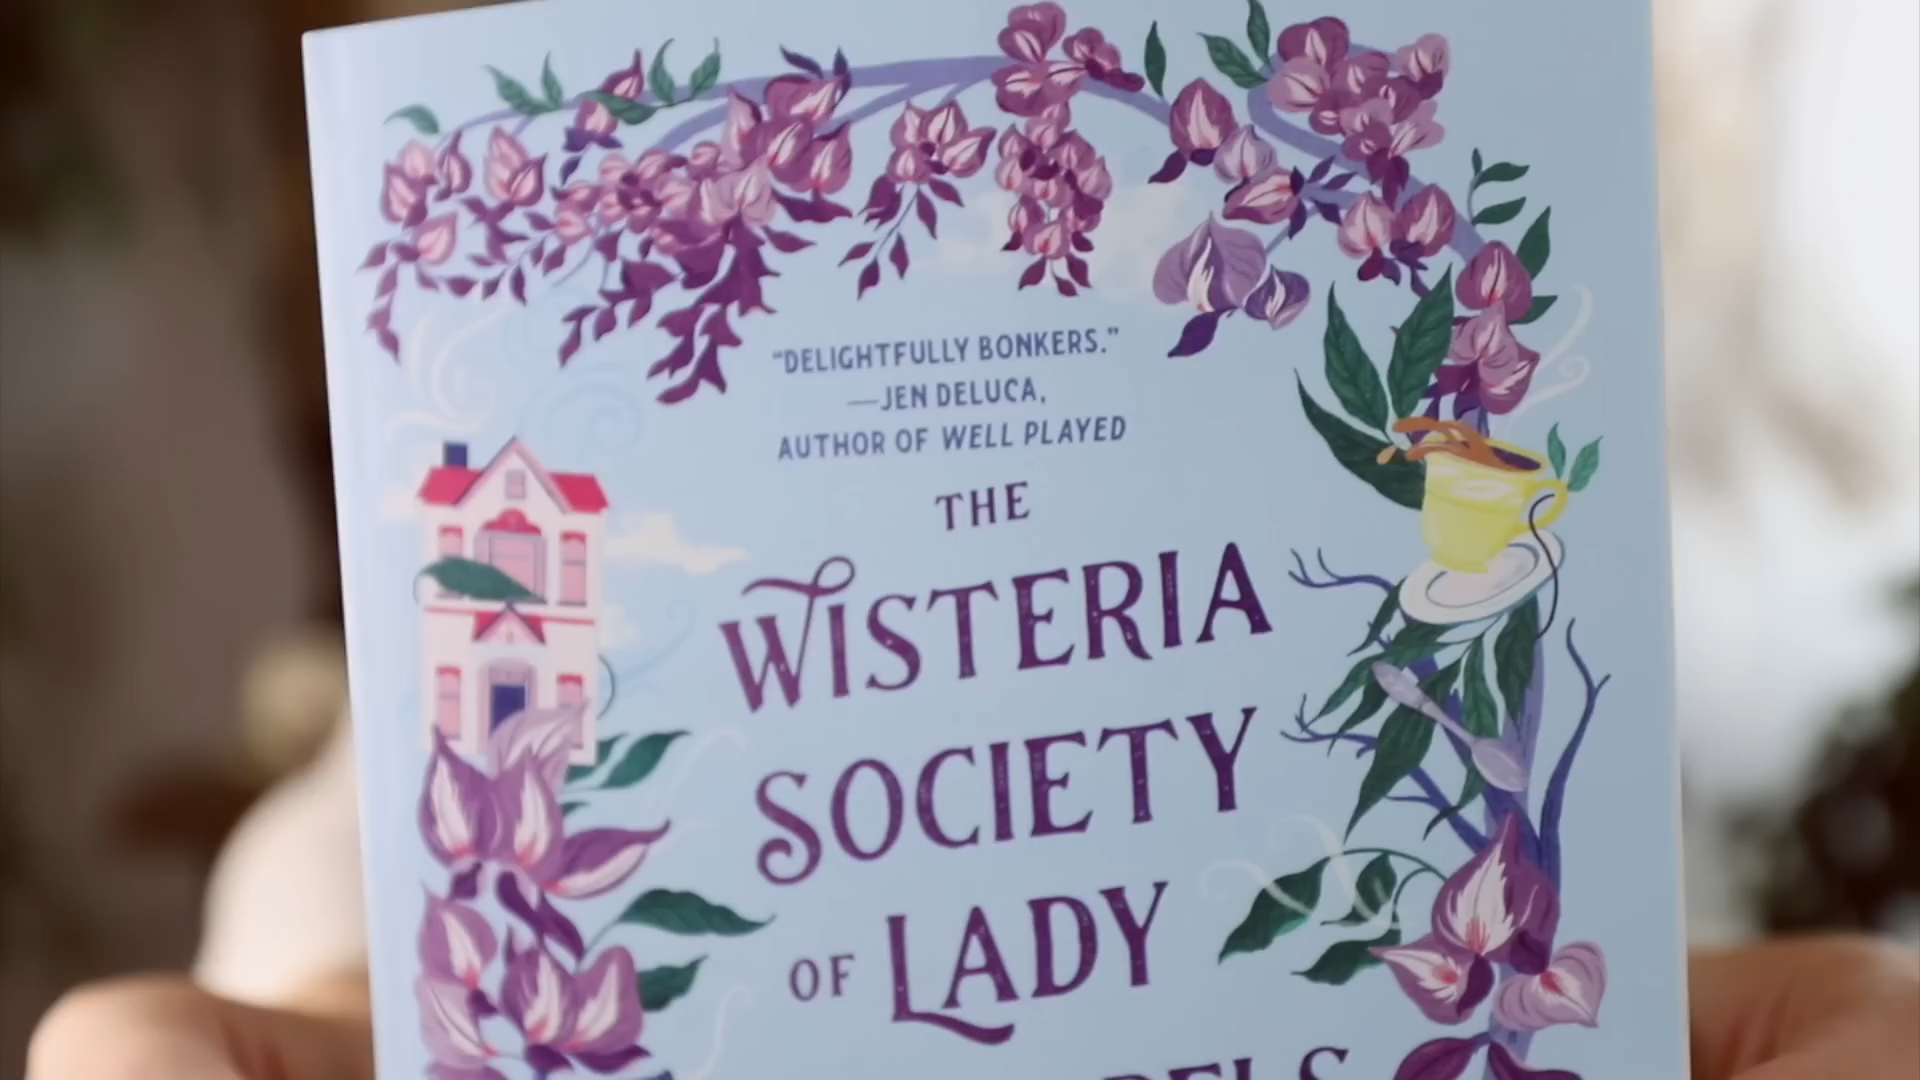 “DELIGHTFULLY BONKERS.”
—JEN DELUCA,
AUTHOR OF WELL PLAYED
THE
WISTERIA
SOCIETY
OF LADY